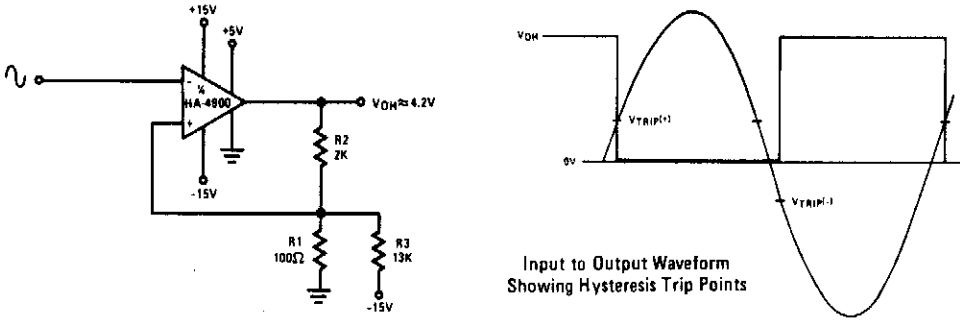 +15V
+5V
-
¼
HA-4900
+
VOH≈4.2V
R2
2K
-15V
R1
100Ω
R3
13K
-15V
VOH
VTRIP(+)
0V
VTRIP(-)
Input to Output Waveform
Showing Hysteresis Trip Points